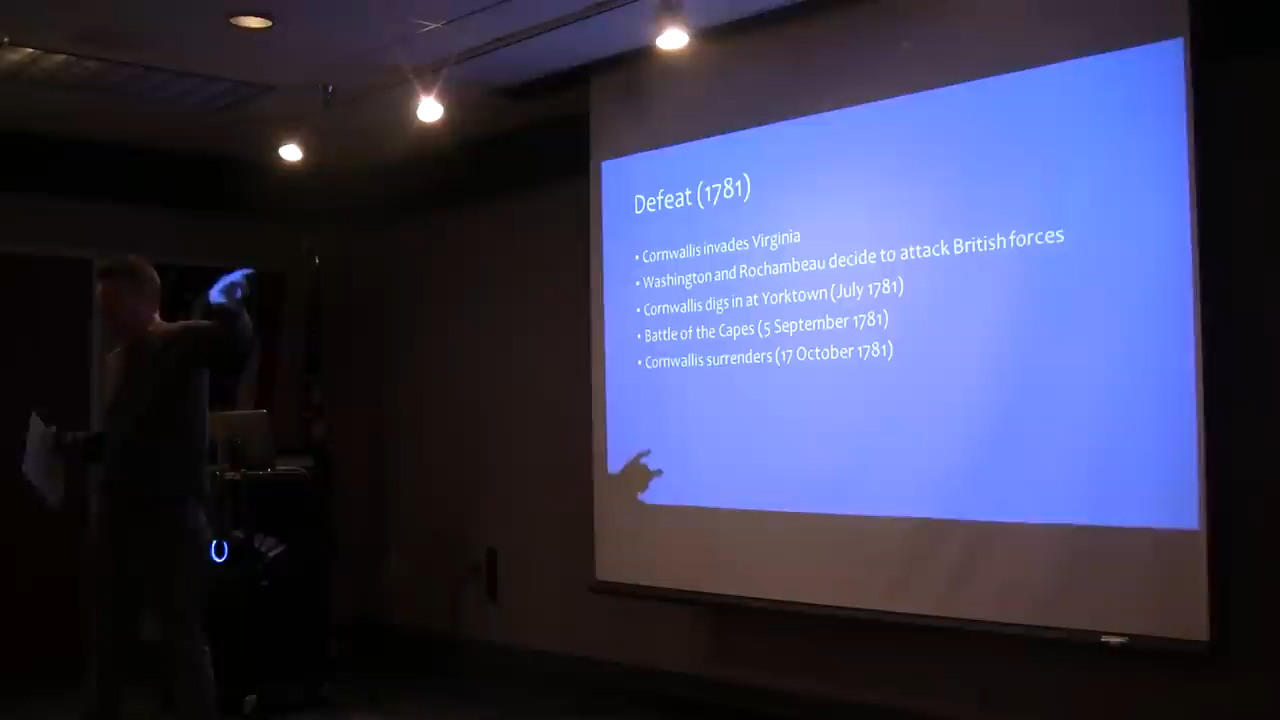 Defeat (1781)
• Cornwallis invades Virginia
• Washington and Rochambeau decide to attack British forces
• Cornwallis digs in at Yorktown (July 1781)
• Battle of the Capes (5 September 1781)
• Cornwallis surrenders (17 October 1781)